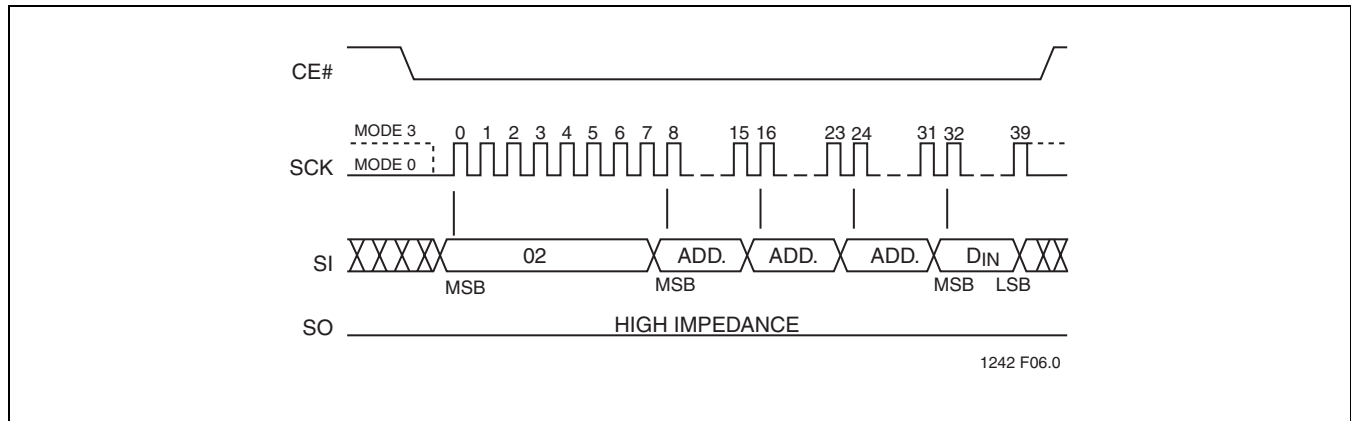 CE#
MODE 3
0 1 2 3 4 5 6 7 8 15 16 23 24 31 32 39
SCK MODE 0
SI 02 ADD. ADD. ADD. DIN
MSB MSB MSB LSB
SO HIGH IMPEDANCE
1242 F06.0